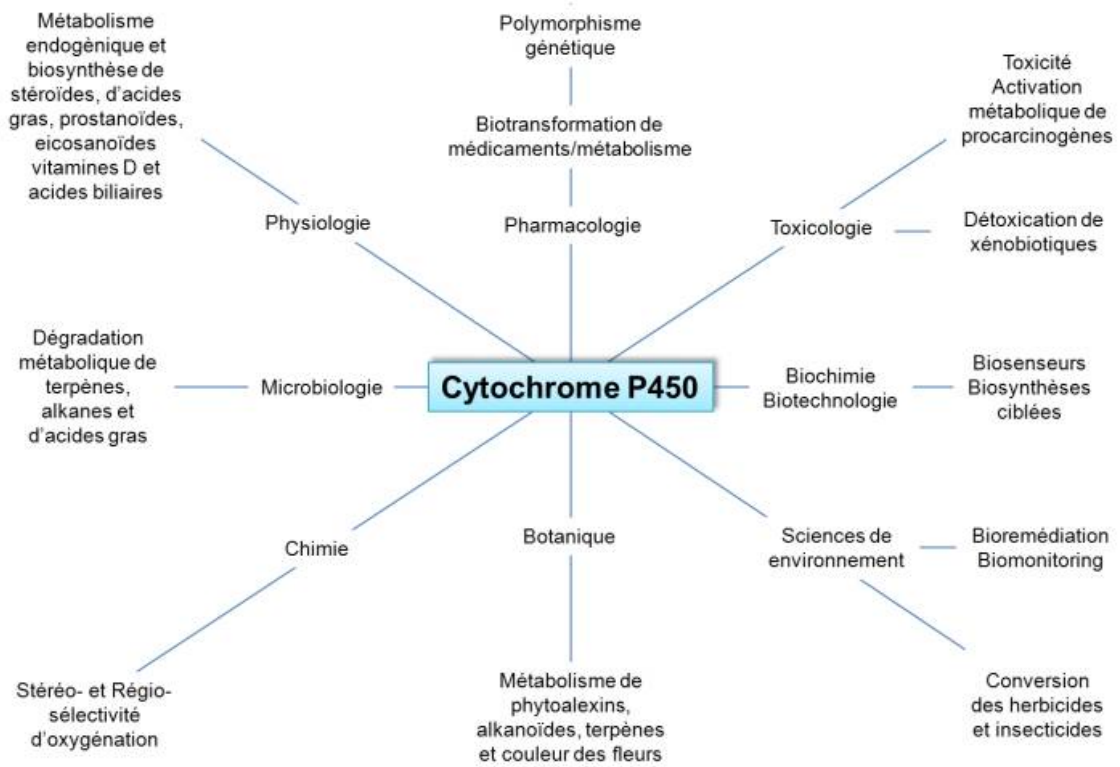 Métabolisme
endogènique et
biosynthèse de
stéroïdes, d'acides
gras, prostanoïdes,
eicosanoïdes
vitamines D et
acides biliaires
Physiologie
Polymorphisme
génétique
Biotransformation de
médicaments/métabolisme
Pharmacologie
Toxicité
Activation
métabolique de
procarcinogènes
Toxicologie
Détoxication de
xénobiotiques
Dégradation
métabolique de
terpènes,
alkanes et
d'acides gras
Microbiologie
Cytochrome P450
Biochimie
Biotechnologie
Biosenseurs
Biosynthèses
ciblées
Chimie
Stéréo- et Régio-
sélectivité
d'oxygénation
Botanique
Métabolisme de
phytoalexins,
alkanoïdes, terpènes
et couleur des fleurs
Sciences de
environnement
Bioremédiation
Biomonitoring
Conversion
des herbicides
et insecticides